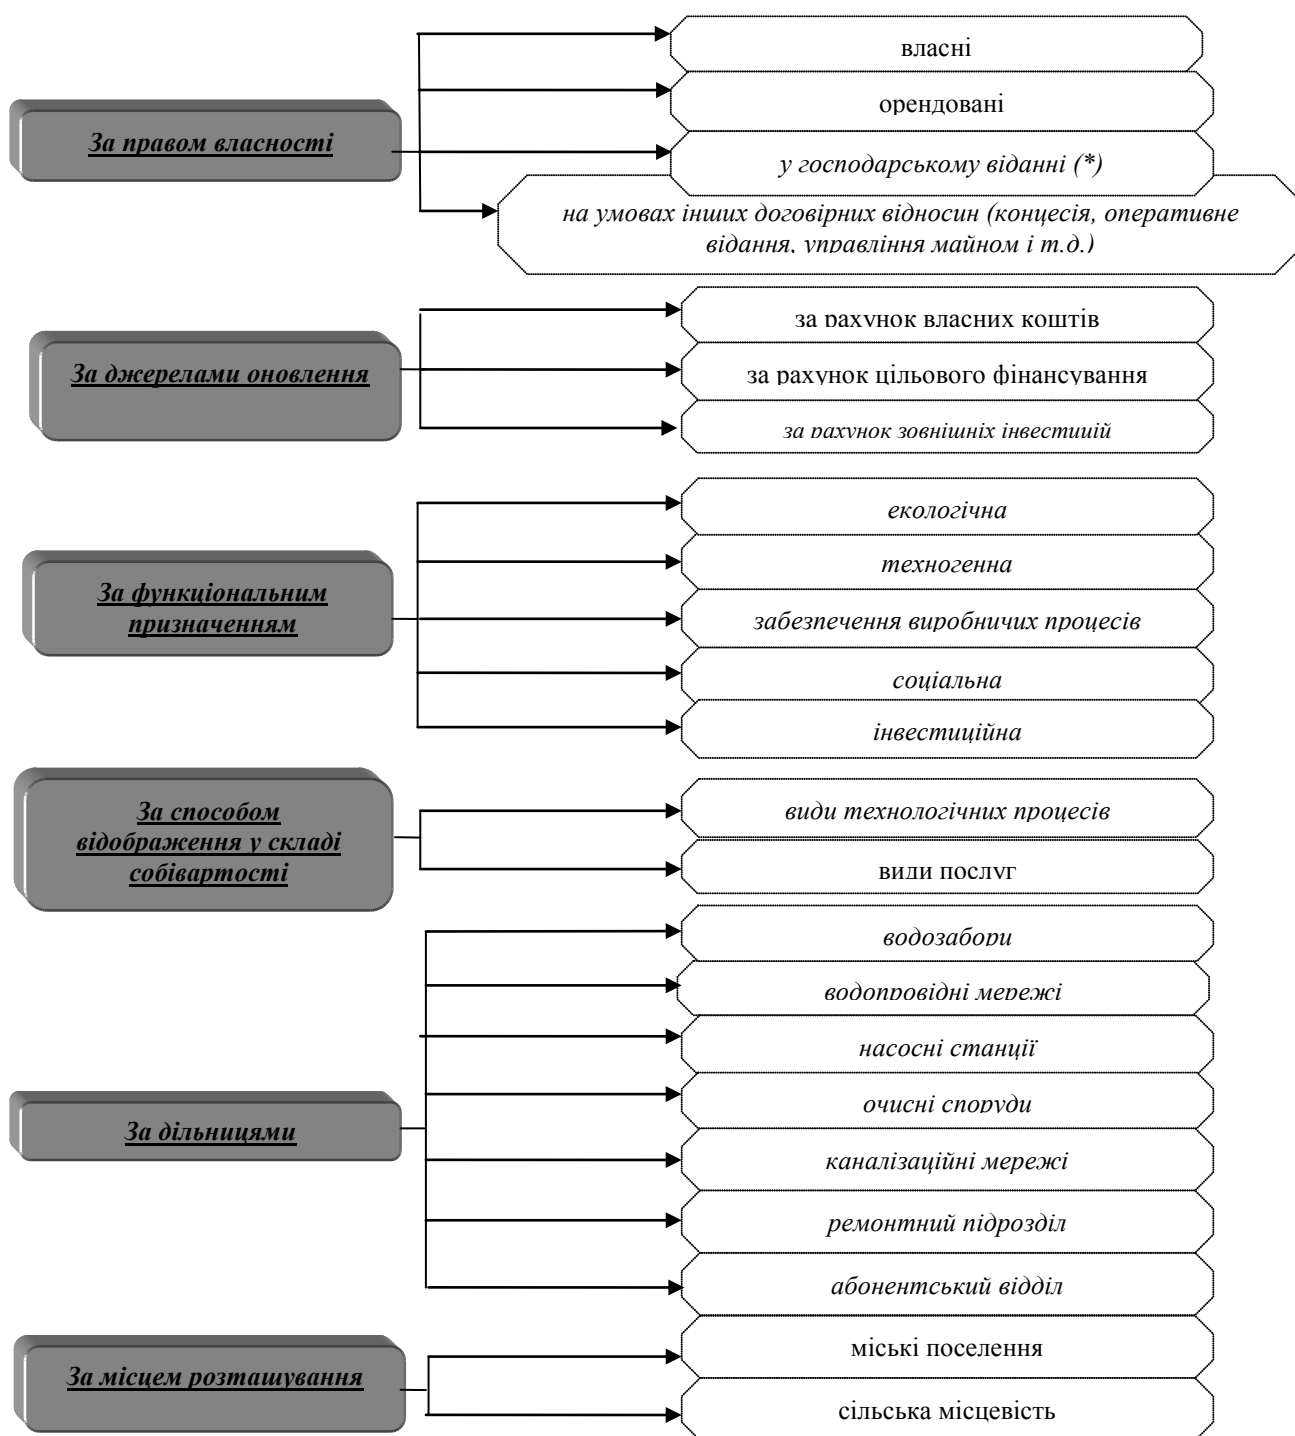 За правом власності
власні
орендовані
у господарському віданні (*)
на умовах інших договірних відносин (концесія, оперативне
відання, управління майном і т.д.)
За джерелами оновлення
за рахунок власних коштів
за рахунок цільового фінансування
за рахунок зовнішніх інвестицій
За функціональним
призначенням
екологічна
техногенна
забезпечення виробничих процесів
соціальна
інвестиційна
За способом
відображення у складі
собівартості
види технологічних процесів
види послуг
За дільницями
водозабори
водопровідні мережі
насосні станції
очисні споруди
каналізаційні мережі
ремонтний підрозділ
абонентський відділ
За місцем розташування
міські поселення
сільська місцевість